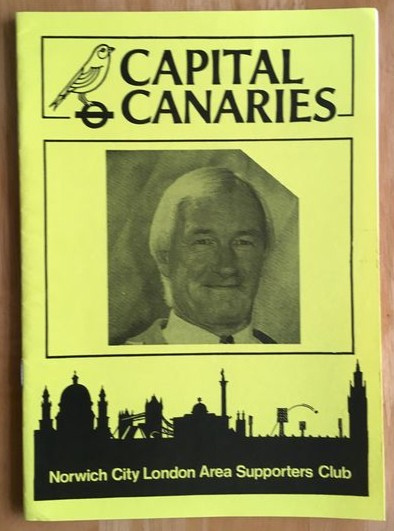 CAPITAL
CANARIES
Norwich City London Area Supporters Club